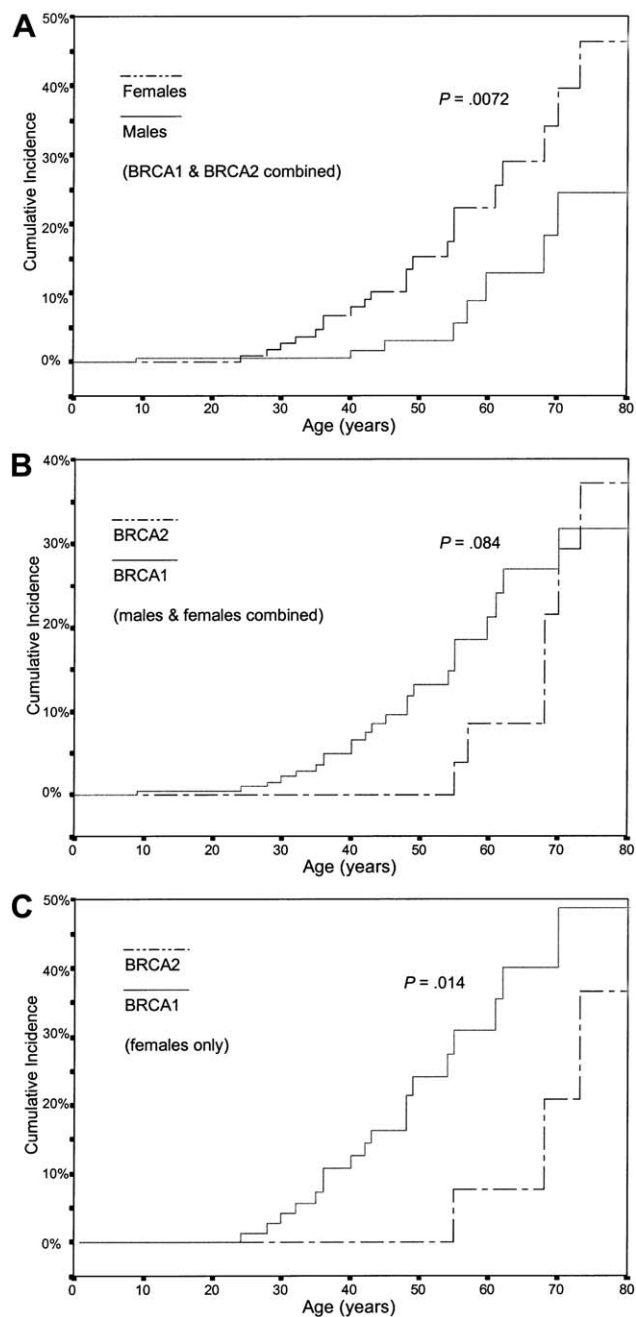 A
50%
40%
30%
20%
10%
0%
Cumulative Incidence
Females
Males
(BRCA1 & BRCA2 combined)
P = .0072
0 10 20 30 40 50 60 70 80
Age (years)
B
40%
30%
20%
10%
0%
Cumulative Incidence
BRCA2
BRCA1
(males & females combined)
P = .084
0 10 20 30 40 50 60 70 80
Age (years)
C
50%
40%
30%
20%
10%
0%
Cumulative Incidence
BRCA2
BRCA1
(females only)
P = .014
0 10 20 30 40 50 60 70 80
Age (years)